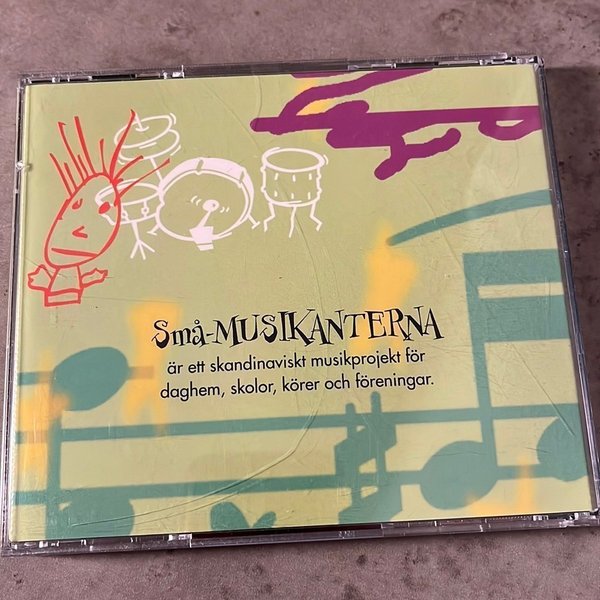 Små-MUSIKANTERNA
är ett skandinaviskt musikprojekt för
daghem, skolor, körer och föreningar.